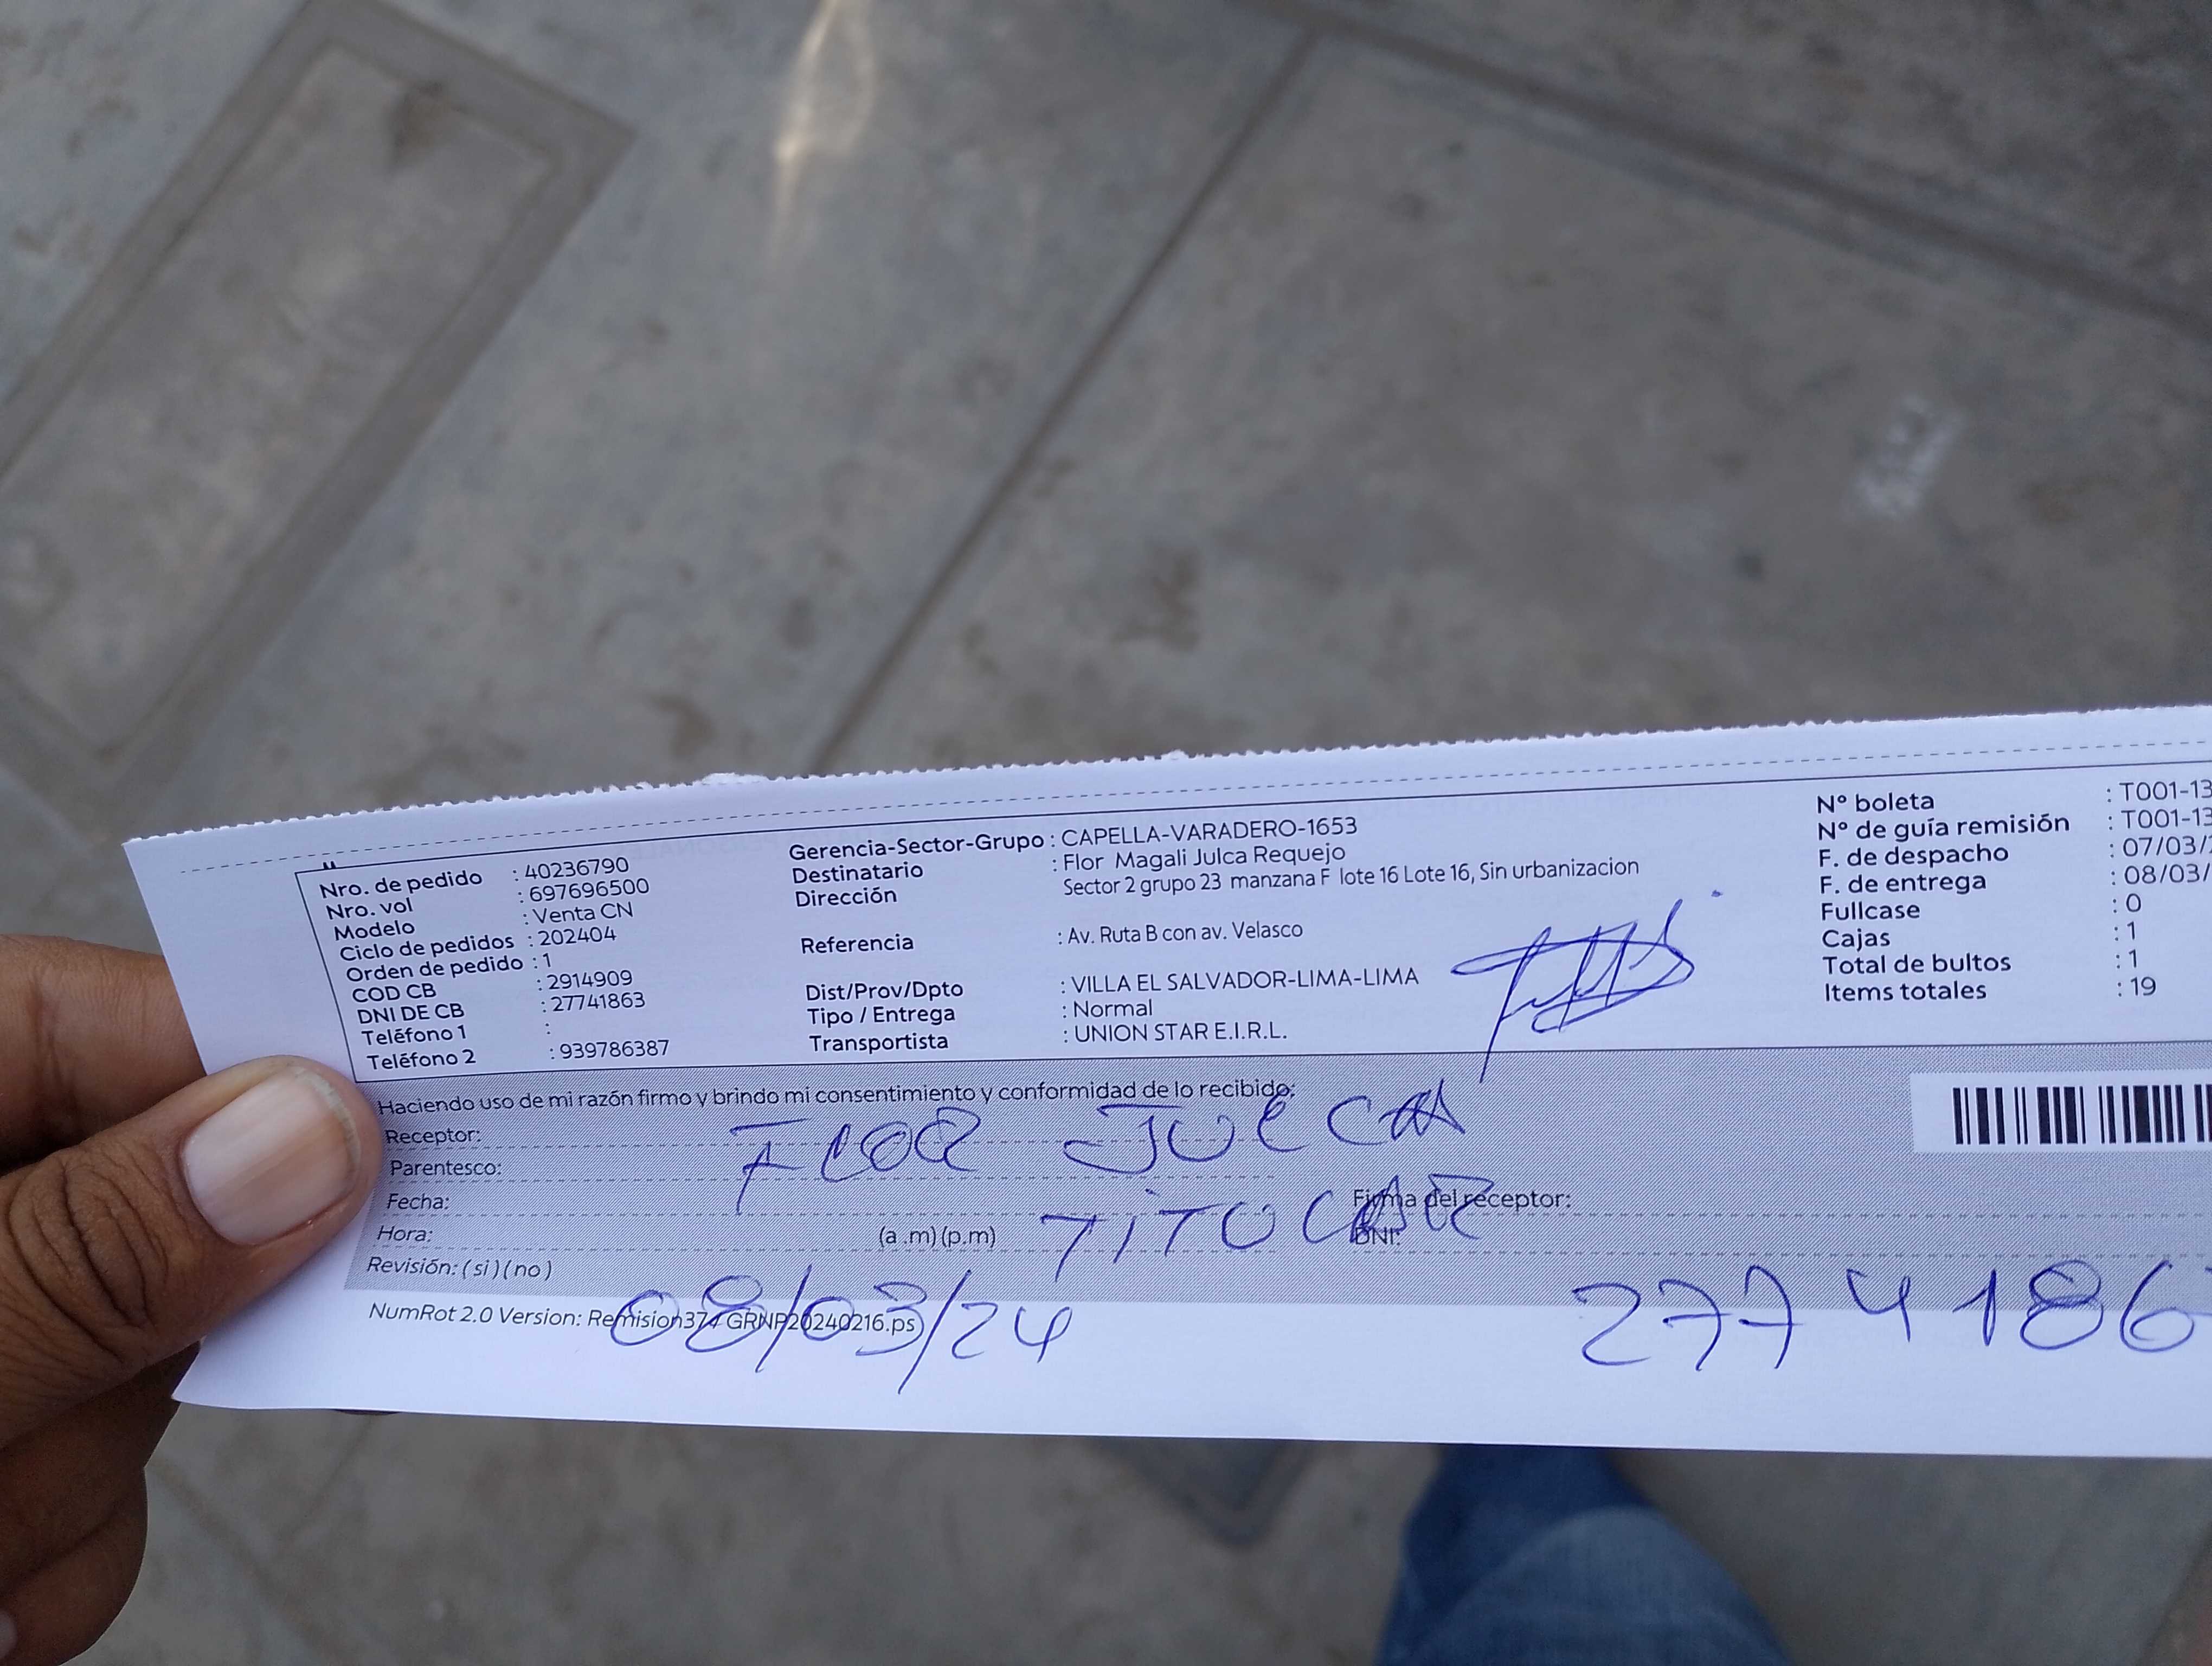 Nro. de pedido : 40236790
Nro. vol : 697696500
Modelo : Venta CN
Ciclo de pedidos : 202404
Orden de pedido : 1
COD CB : 2914909
DNI DE CB : 27741863
Teléfono 1 :
Teléfono 2 : 939786387
Gerencia-Sector-Grupo : CAPELLA-VARADERO-1653
Destinatario : Flor Magali Julca Requejo
Dirección Sector 2 grupo 23 manzana F lote 16 Lote 16, Sin urbanizacion
Referencia : Av. Ruta B con av. Velasco
Dist/Prov/Dpto : VILLA EL SALVADOR-LIMA-LIMA
Tipo / Entrega : Normal
Transportista : UNION STAR E.I.R.L.
Nº boleta : T001-13
Nº de guía remisión : T001-13
F. de despacho : 07/03/
F. de entrega : 08/03/
Fullcase : 0
Cajas : 1
Total de bultos : 1
Items totales : 19
Haciendo uso de mi razón firmo y brindo mi consentimiento y conformidad de lo recibido:
Receptor: FLOR JULCA
Parentesco:
Fecha: Firma del receptor:
Hora: (a .m) (p.m) TITULAR DNI:
Revisión: ( si ) ( no )
NumRot 2.0 Version: Remision374 GRNP20240216.ps)
08/03/24 2774186